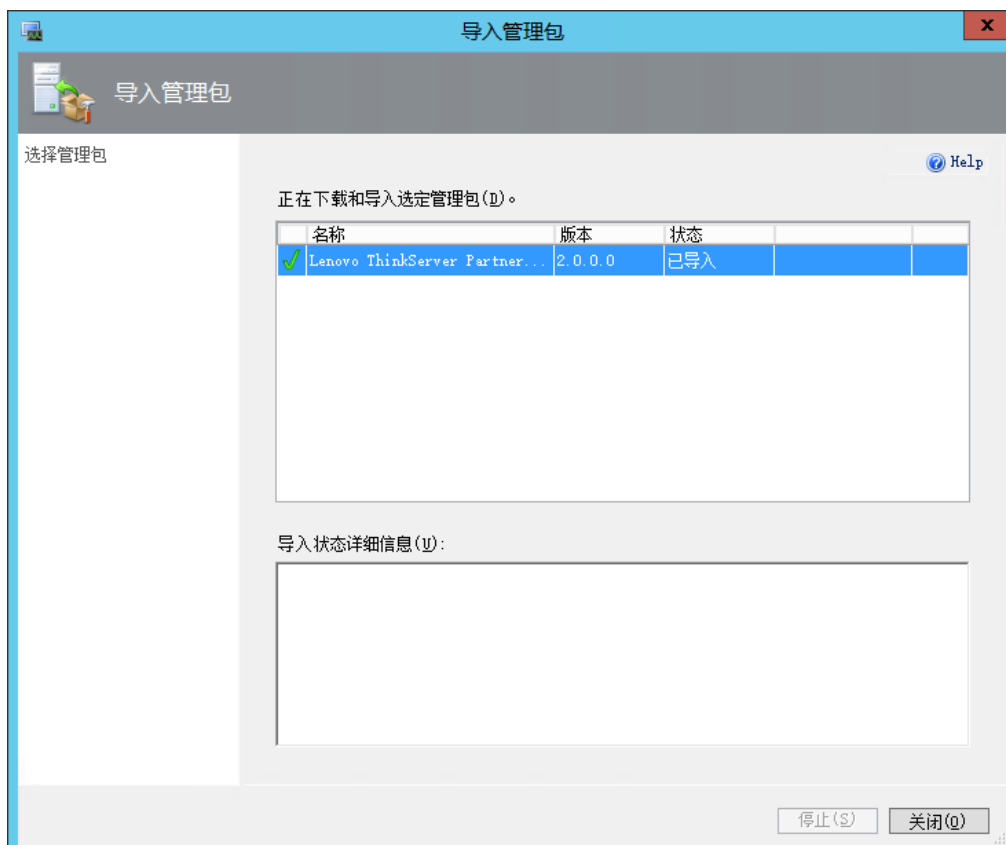 导入管理包
x
导入管理包
选择管理包
Help
正在下载和导入选定管理包(D)。
名称 版本 状态
Lenovo ThinkServer Partner... 2.0.0.0 已导入
导入状态详细信息(U):
停止(S) 关闭(O)